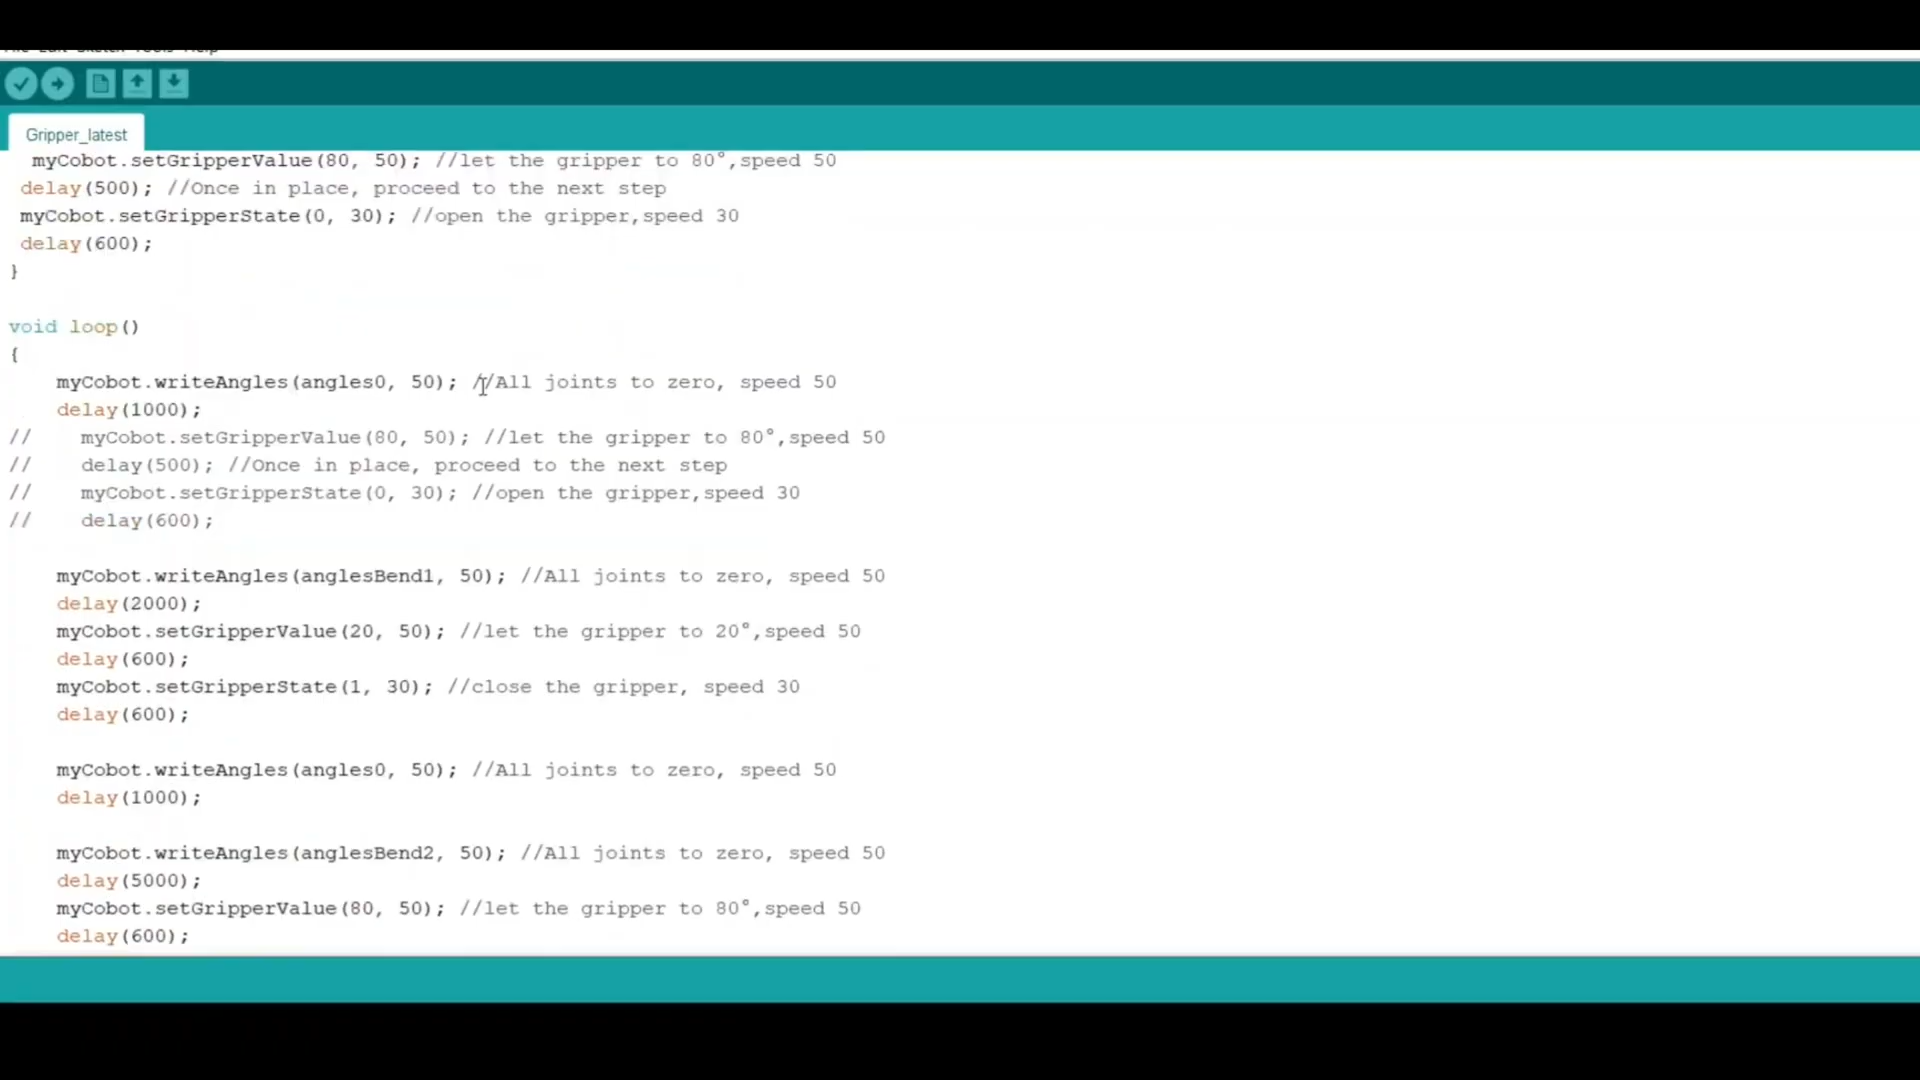 Gripper_latest
myCobot.setGripperValue(80, 50); //let the gripper to 80°,speed 50
delay(500); //Once in place, proceed to the next step
myCobot.setGripperState(0, 30); //open the gripper,speed 30
delay(600);
}
void loop()
{
myCobot.writeAngles(angles0, 50); //All joints to zero, speed 50
delay(1000);
//    myCobot.setGripperValue(80, 50); //let the gripper to 80°,speed 50
//    delay(500); //Once in place, proceed to the next step
//    myCobot.setGripperState(0, 30); //open the gripper,speed 30
//    delay(600);
myCobot.writeAngles(anglesBend1, 50); //All joints to zero, speed 50
delay(2000);
myCobot.setGripperValue(20, 50); //let the gripper to 20°,speed 50
delay(600);
myCobot.setGripperState(1, 30); //close the gripper, speed 30
delay(600);
myCobot.writeAngles(angles0, 50); //All joints to zero, speed 50
delay(1000);
myCobot.writeAngles(anglesBend2, 50); //All joints to zero, speed 50
delay(5000);
myCobot.setGripperValue(80, 50); //let the gripper to 80°,speed 50
delay(600);